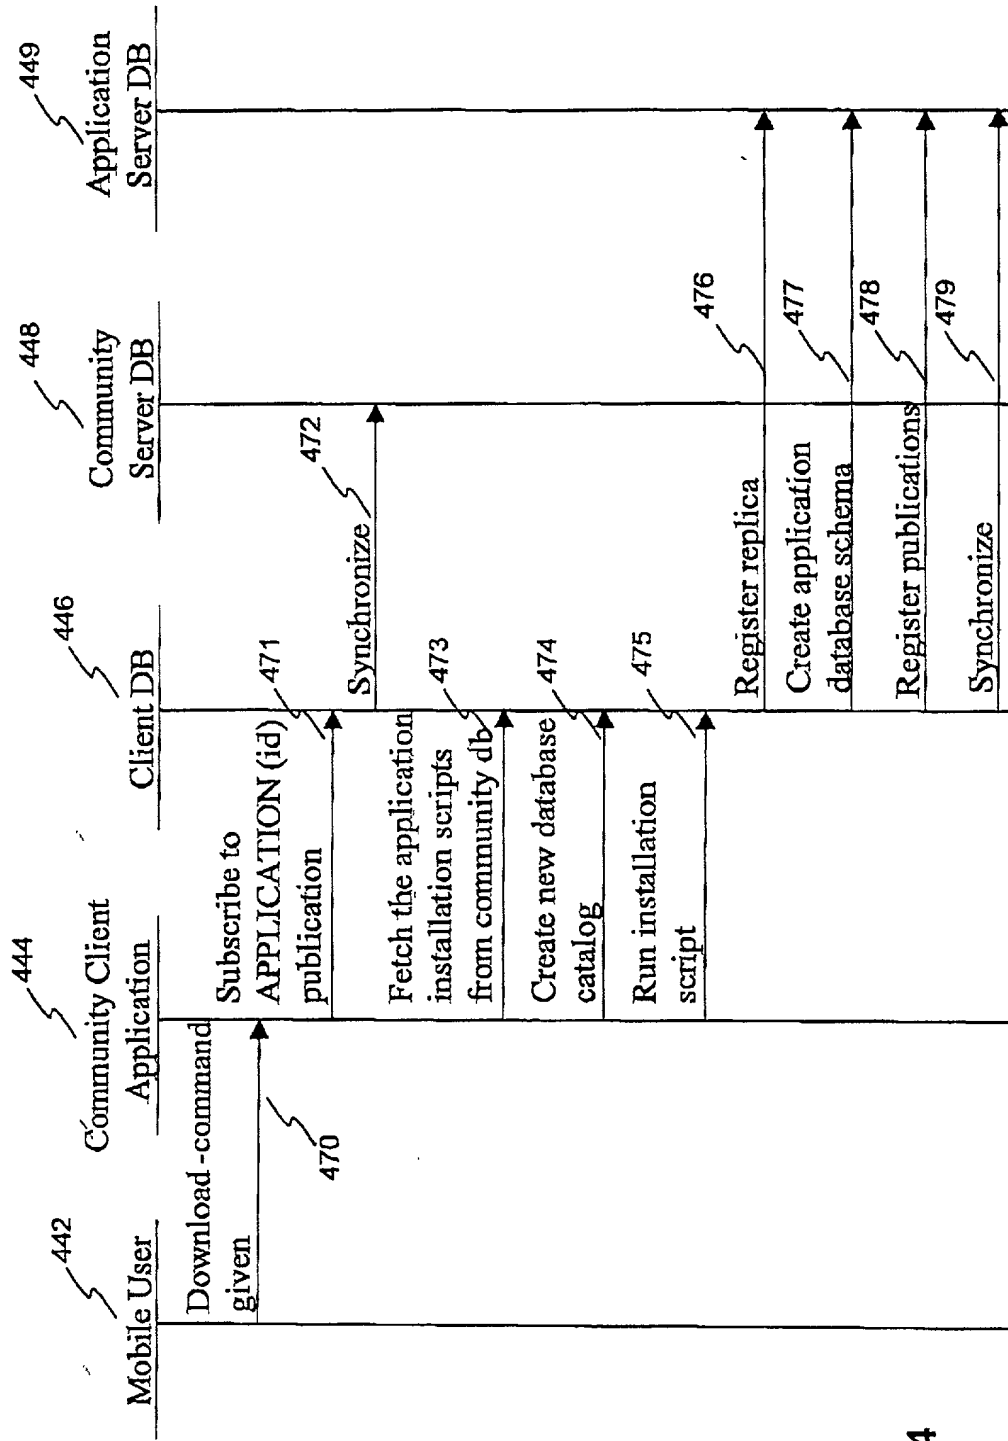 442
Mobile User
444
Community Client
Application
446
Client DB
448
Community
Server DB
449
Application
Server DB
Download-command
given
470
Subscribe to
APPLICATION (id)
publication
471
Synchronize
472
Fetch the application
installation scripts
from community db
473
Create new database
catalog
474
Run installation
script
475
Register replica
476
Create application
database schema
477
Register publications
478
Synchronize
479
4